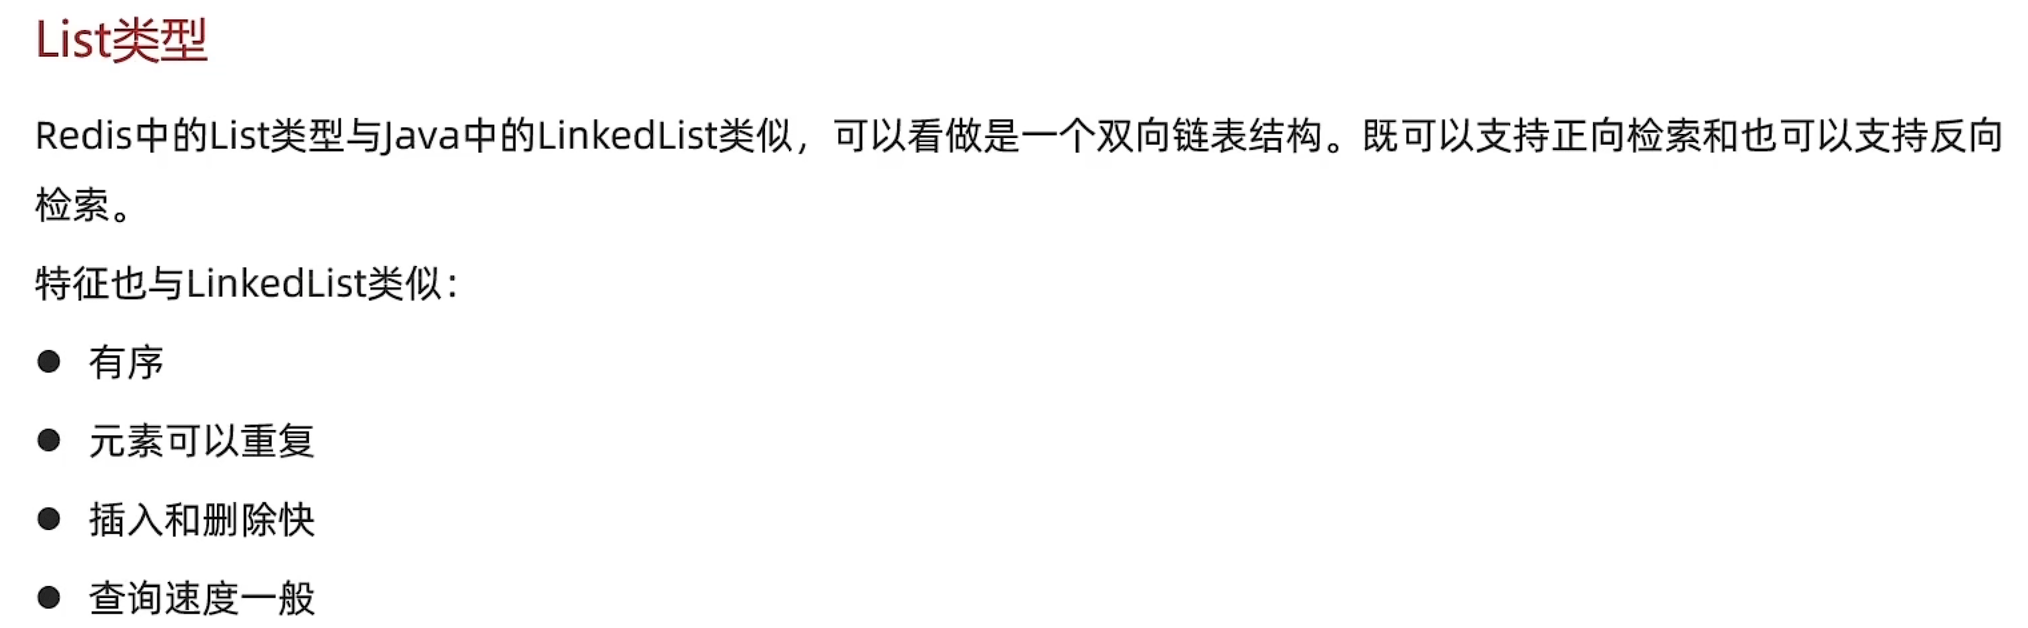 List类型
Redis中的List类型与Java中的LinkedList类似，可以看做是一个双向链表结构。既可以支持正向检索和也可以支持反向
检索。
特征也与LinkedList类似：
● 有序
● 元素可以重复
● 插入和删除快
● 查询速度一般